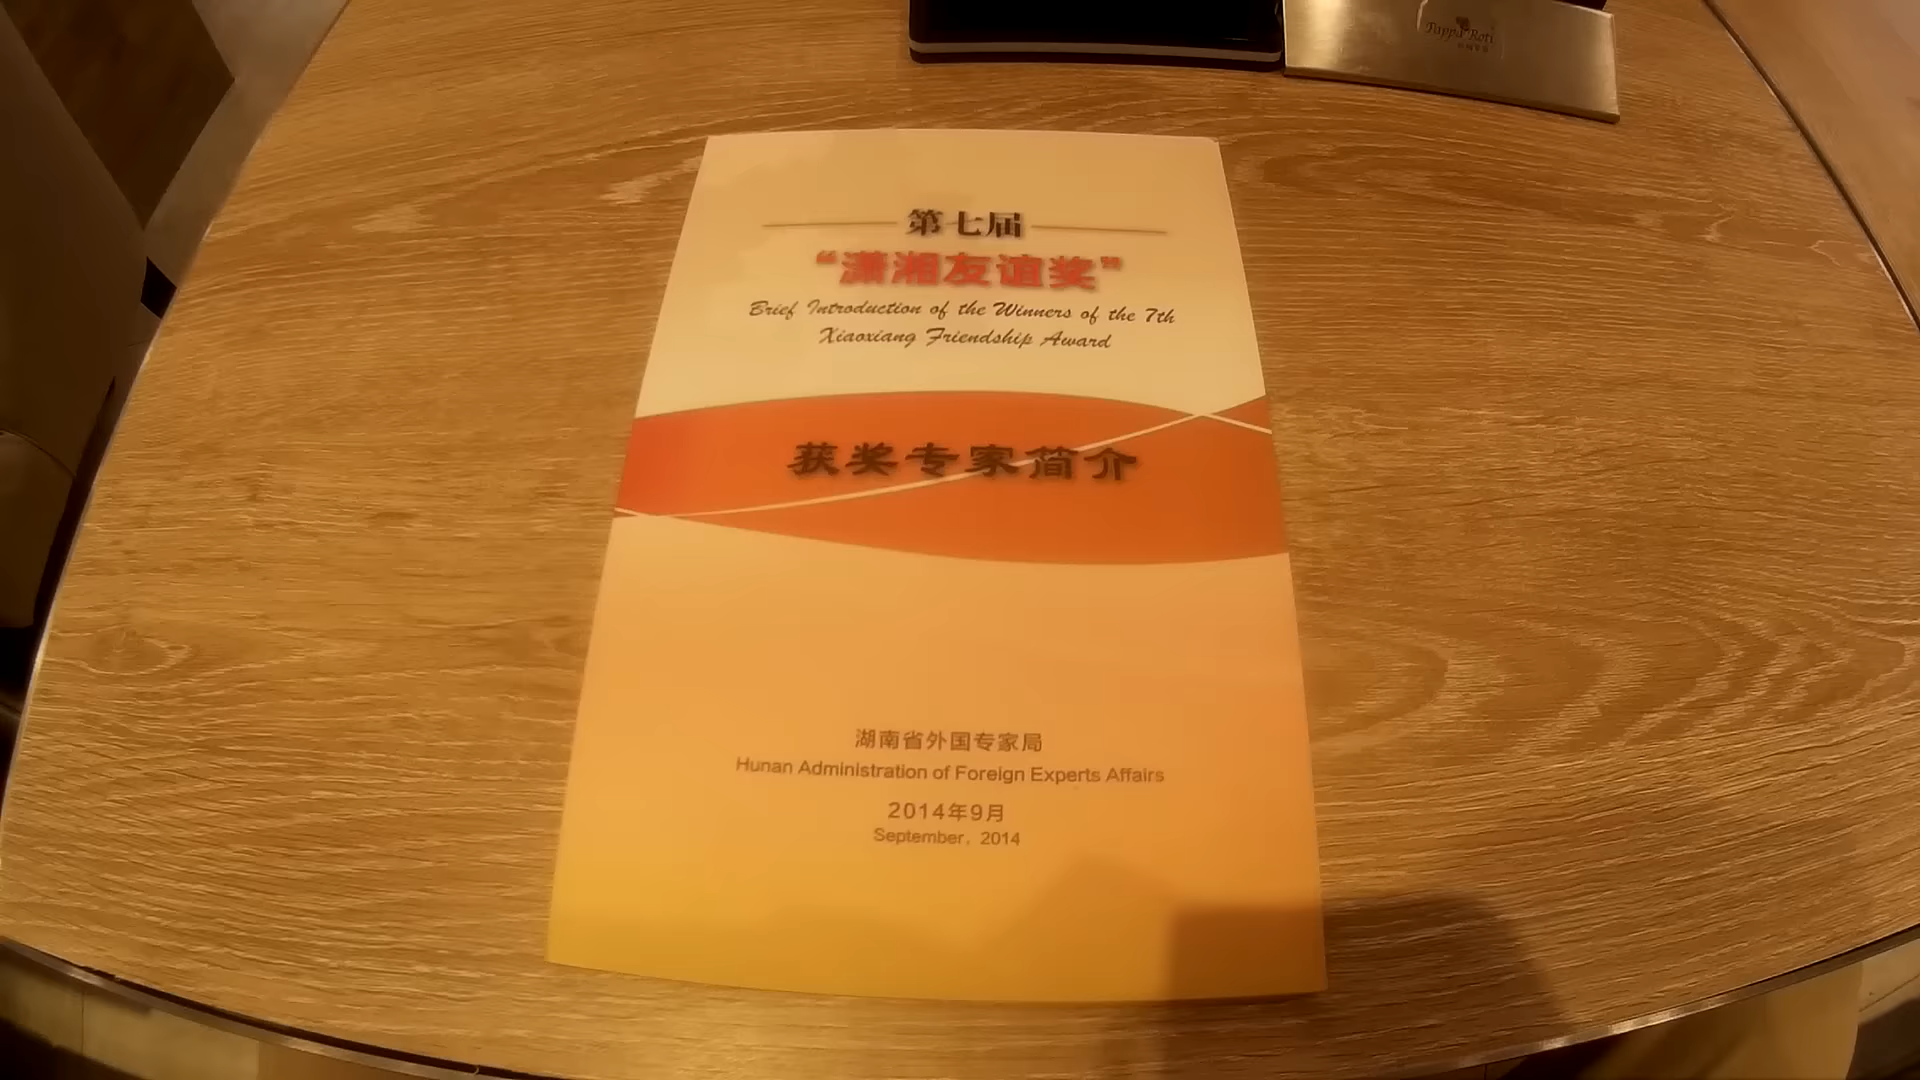 Pappa Roti
第七届
“潇湘友谊奖”
Brief Introduction of the Winners of the 7th
Xiaoxiang Friendship Award
获奖专家简介
湖南省外国专家局
Hunan Administration of Foreign Experts Affairs
2014年9月
September, 2014